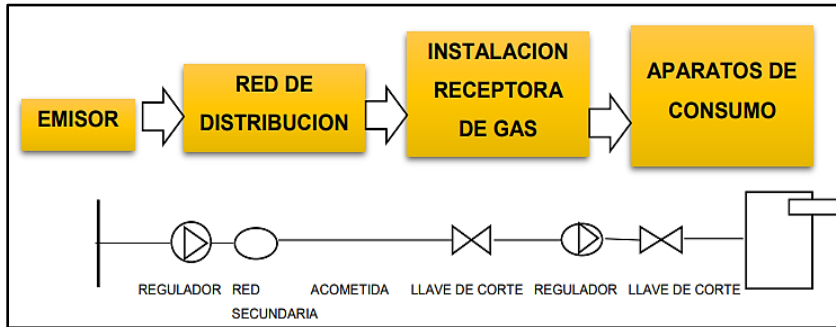 EMISOR
RED DE
DISTRIBUCION
INSTALACION
RECEPTORA
DE GAS
APARATOS DE
CONSUMO
REGULADOR
RED
SECUNDARIA
ACOMETIDA
LLAVE DE CORTE
REGULADOR
LLAVE DE CORTE